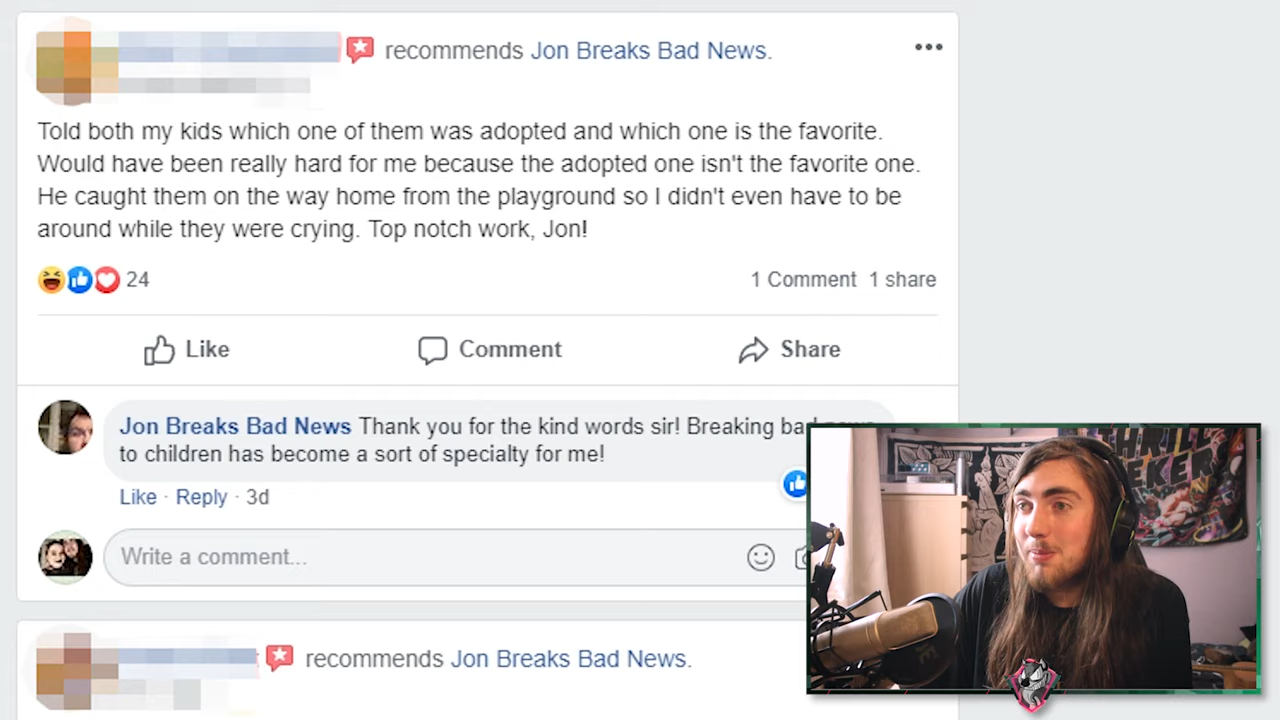 recommends Jon Breaks Bad News.
Told both my kids which one of them was adopted and which one is the favorite.
Would have been really hard for me because the adopted one isn't the favorite one.
He caught them on the way home from the playground so I didn't even have to be
around while they were crying. Top notch work, Jon!
24
1 Comment 1 share
Like Comment Share
Jon Breaks Bad News Thank you for the kind words sir! Breaking bad
to children has become a sort of specialty for me!
Like · Reply · 3d
Write a comment...
recommends Jon Breaks Bad News.